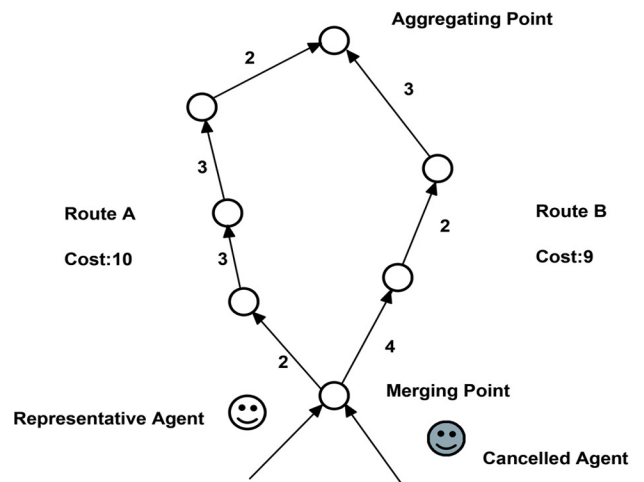 Aggregating Point
2
3
3
Route A
Route B
2
Cost:10
3
Cost:9
4
2
Merging Point
Representative Agent
Cancelled Agent